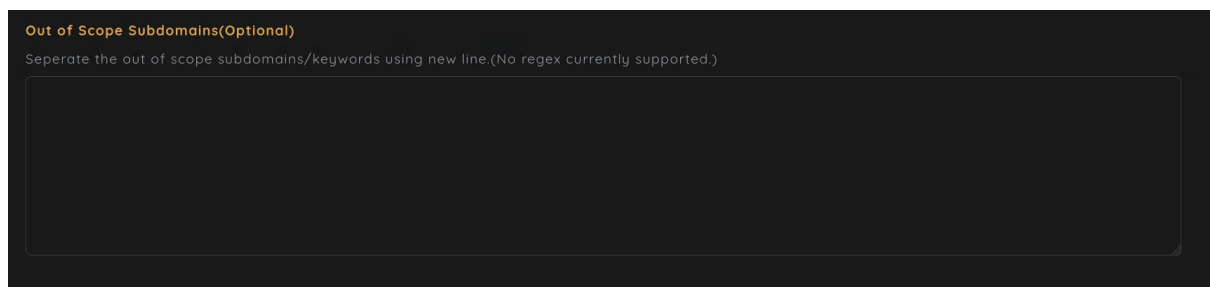 Out of Scope Subdomains(Optional)
Seperate the out of scope subdomains/keywords using new line.(No regex currently supported.)